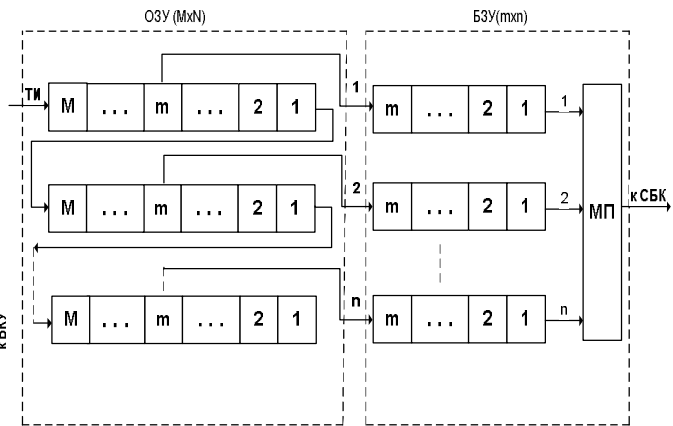 ОЗУ (МxN) БЗУ(mxn)
ТИ М ... m ... 2 1 1 m ... 2 1 1
М ... m ... 2 1 2 m ... 2 1 2 МП к СБК
М ... m ... 2 1 n m ... 2 1 n
к БКУ